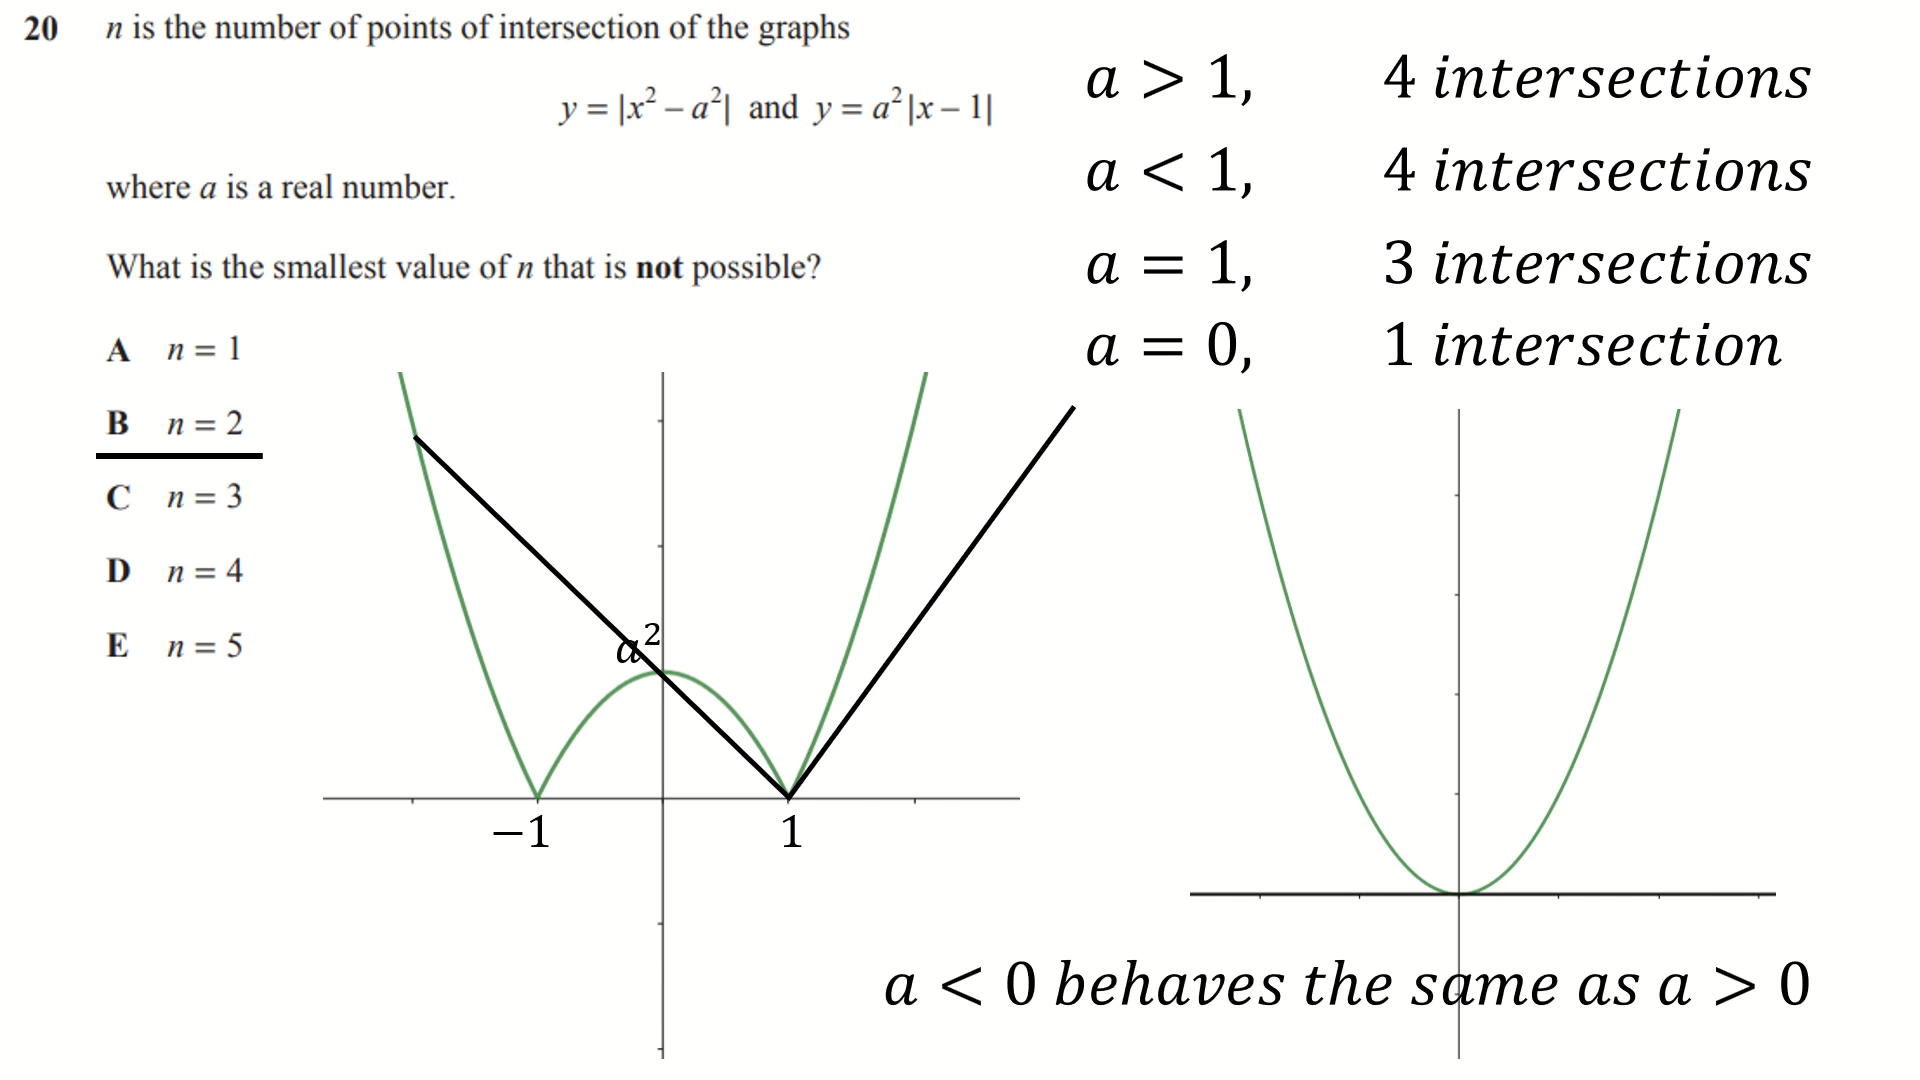 20 n is the number of points of intersection of the graphs
y = |x² – a²| and y = a²|x – 1|
where a is a real number.
What is the smallest value of n that is not possible?
A n = 1
B n = 2
C n = 3
D n = 4
E n = 5
a > 1, 4 intersections
a < 1, 4 intersections
a = 1, 3 intersections
a = 0, 1 intersection
a²
−1 1
a < 0 behaves the same as a > 0